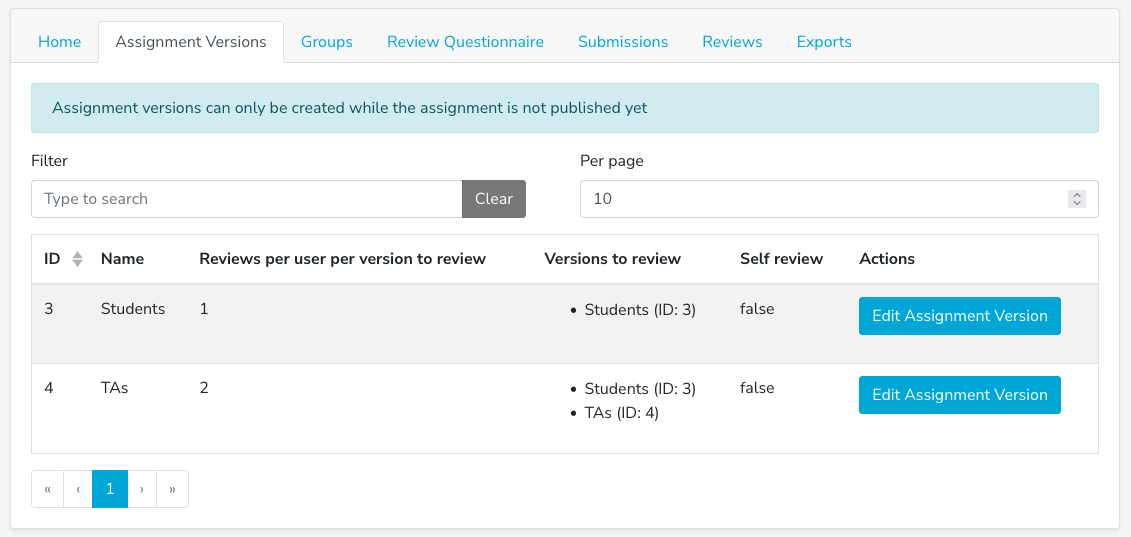 Home Assignment Versions Groups Review Questionnaire Submissions Reviews Exports
Assignment versions can only be created while the assignment is not published yet
Filter Per page
Type to search Clear 10
ID Name Reviews per user per version to review Versions to review Self review Actions
3 Students 1 • Students (ID: 3) false Edit Assignment Version
4 TAs 2 • Students (ID: 3) false Edit Assignment Version
• TAs (ID: 4)
« ‹ 1 › »